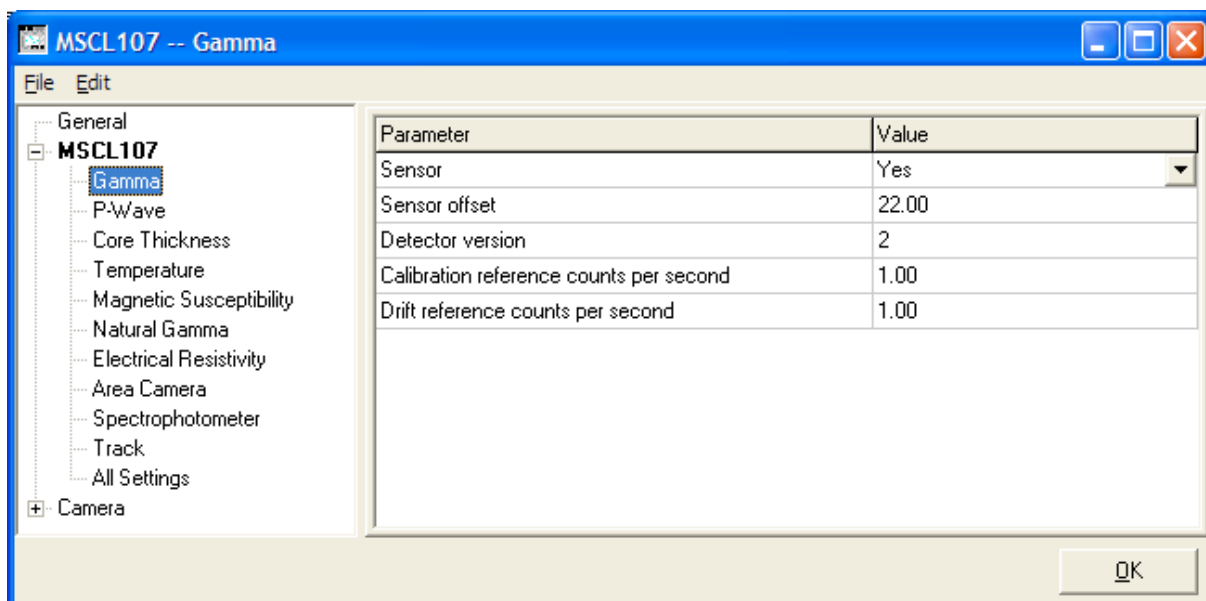 MSCL107 -- Gamma
File Edit
General
MSCL107
Gamma
P-Wave
Core Thickness
Temperature
Magnetic Susceptibility
Natural Gamma
Electrical Resistivity
Area Camera
Spectrophotometer
Track
All Settings
Camera
Parameter Value
Sensor Yes
Sensor offset 22.00
Detector version 2
Calibration reference counts per second 1.00
Drift reference counts per second 1.00
OK